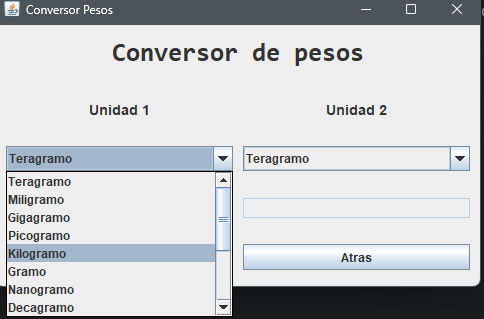 Conversor Pesos
Conversor de pesos
Unidad 1
Unidad 2
Teragramo
Teragramo
Teragramo
Miligramo
Gigagramo
Picogramo
Kilogramo
Gramo
Nanogramo
Decagramo
Atras